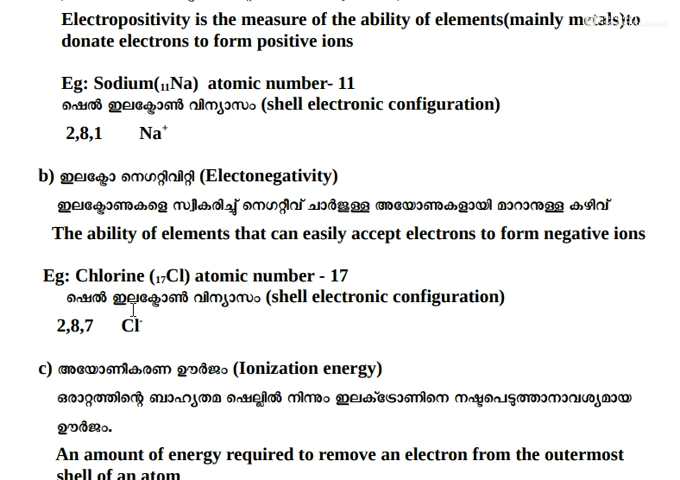 Electropositivity is the measure of the ability of elements(mainly metals)to
donate electrons to form positive ions
Eg: Sodium(₁₁Na) atomic number- 11
ഷെൽ ഇലക്ട്രോൺ വിന്യാസം (shell electronic configuration)
2,8,1 Na⁺
b) ഇലക്ട്രോ നെഗറ്റിവിറ്റി (Electonegativity)
ഇലക്ട്രോണുകളെ സ്വീകരിച്ച് നെഗറ്റീവ് ചാർജുള്ള അയോണുകളായി മാറാനുള്ള കഴിവ്
The ability of elements that can easily accept electrons to form negative ions
Eg: Chlorine (₁₇Cl) atomic number - 17
ഷെൽ ഇലക്ട്രോൺ വിന്യാസം (shell electronic configuration)
2,8,7 Cl⁻
c) അയോണീകരണ ഊർജം (Ionization energy)
ഒരാറ്റത്തിന്റെ ബാഹ്യതമ ഷെല്ലിൽ നിന്നും ഇലക്ട്രോണിനെ നഷ്ടപെടുത്താനാവശ്യമായ
ഊർജം.
An amount of energy required to remove an electron from the outermost
shell of an atom